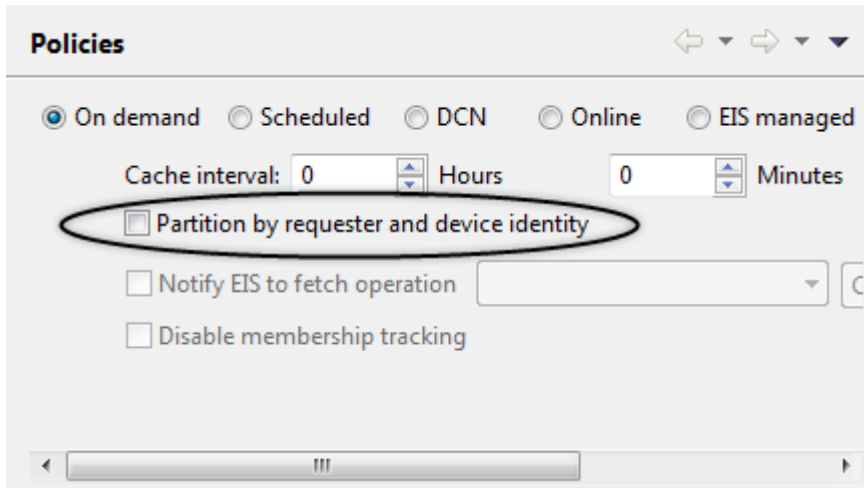 Policies
On demand Scheduled DCN Online EIS managed
Cache interval: 0 Hours 0 Minutes
Partition by requester and device identity
Notify EIS to fetch operation
Disable membership tracking